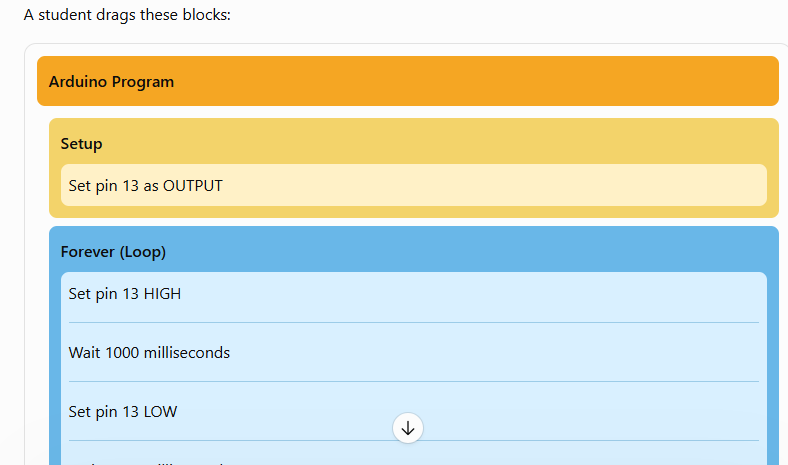 A student drags these blocks:
Arduino Program
Setup
Set pin 13 as OUTPUT
Forever (Loop)
Set pin 13 HIGH
Wait 1000 milliseconds
Set pin 13 LOW